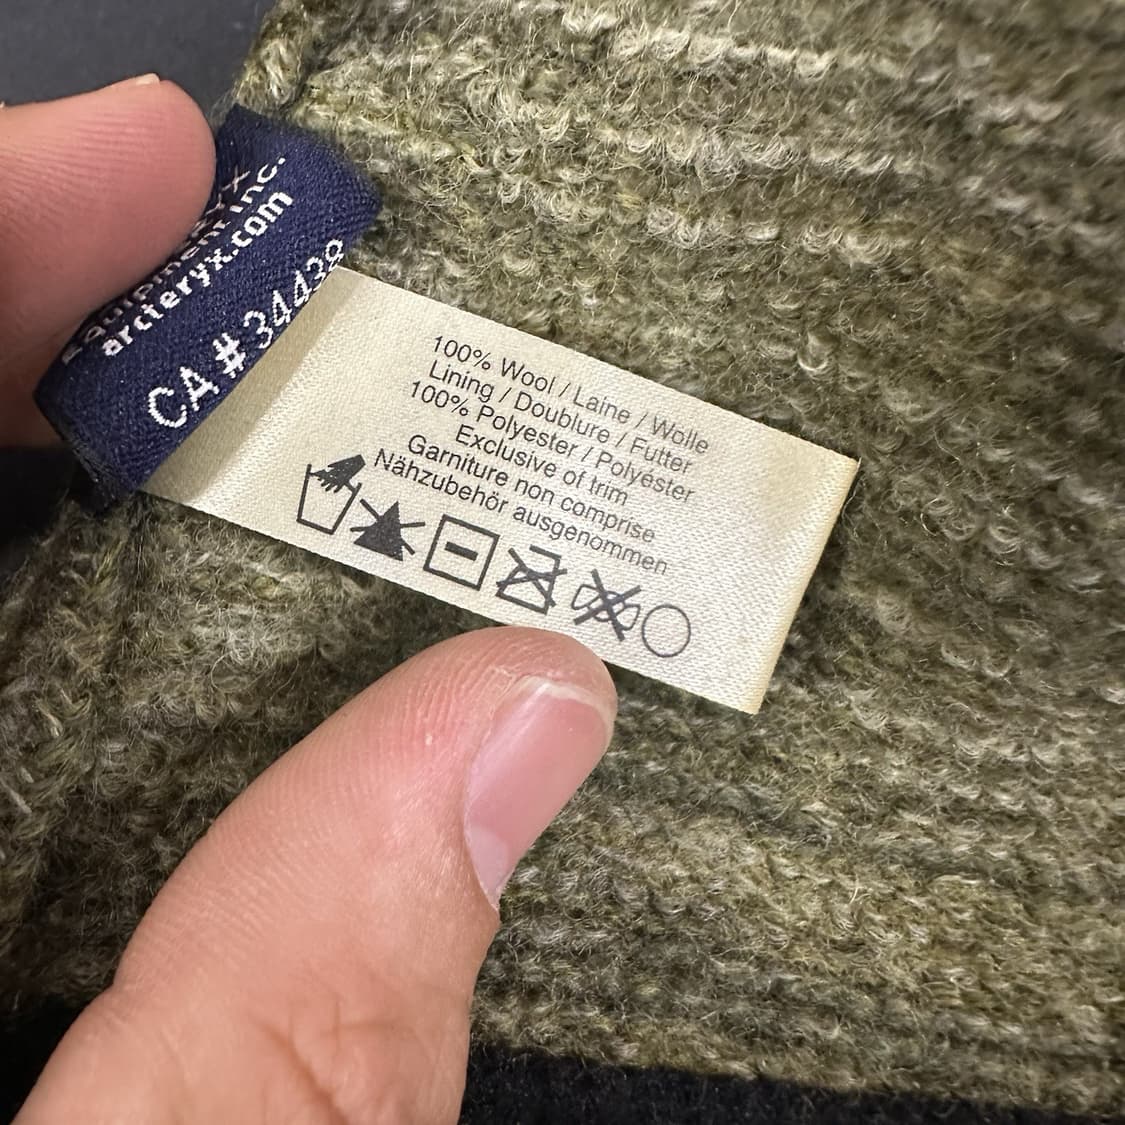 Inc.
arcteryx.com
CA # 34438
100% Wool / Laine / Wolle
Lining / Doublure / Futter
100% Polyester / Polyester
Exclusive of trim
Garniture non comprise
Nähzubehör ausgenommen